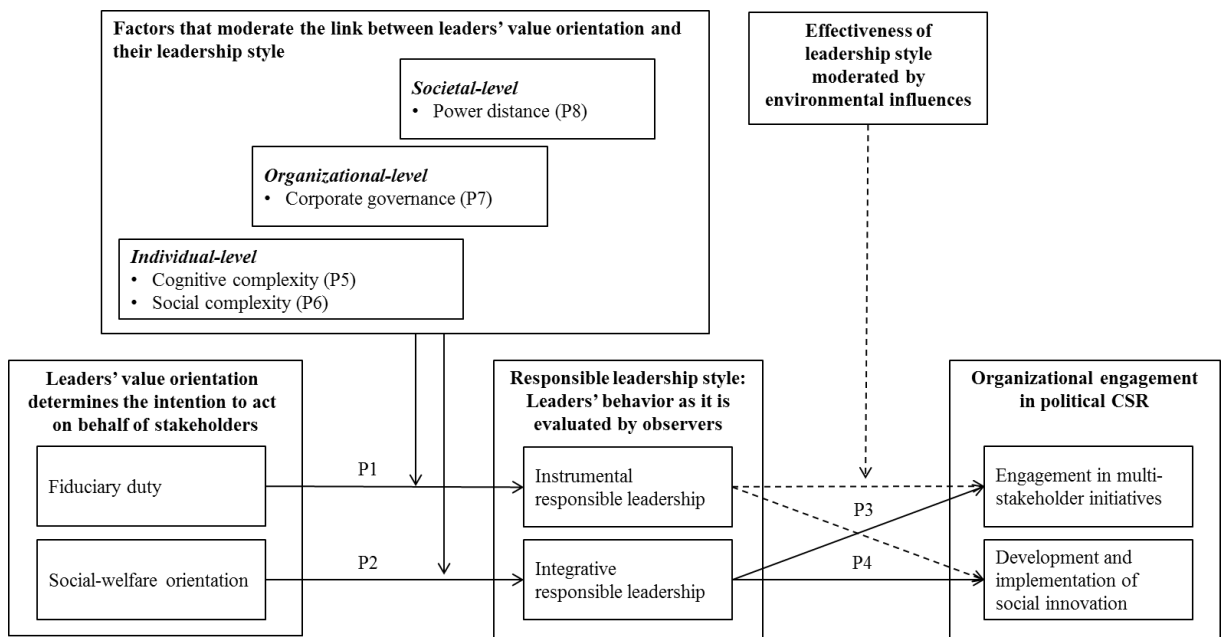 Factors that moderate the link between leaders' value orientation and
their leadership style
Societal-level
• Power distance (P8)
Organizational-level
• Corporate governance (P7)
Individual-level
• Cognitive complexity (P5)
• Social complexity (P6)
Effectiveness of
leadership style
moderated by
environmental influences
Leaders' value orientation
determines the intention to act
on behalf of stakeholders
Fiduciary duty
Social-welfare orientation
P1
P2
Responsible leadership style:
Leaders' behavior as it is
evaluated by observers
Instrumental
responsible leadership
Integrative
responsible leadership
P3
P4
Organizational engagement
in political CSR
Engagement in multi-
stakeholder initiatives
Development and
implementation of
social innovation